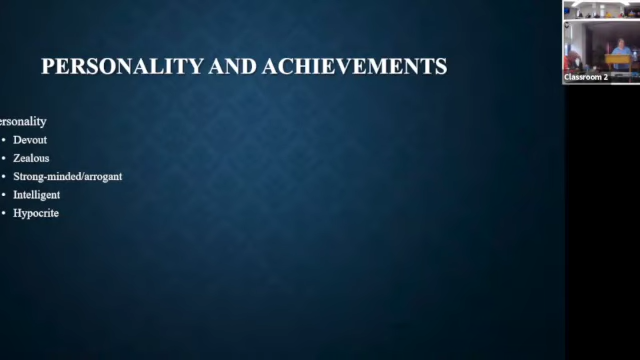 PERSONALITY AND ACHIEVEMENTS
ersonality
• Devout
• Zealous
• Strong-minded/arrogant
• Intelligent
• Hypocrite
Classroom 2